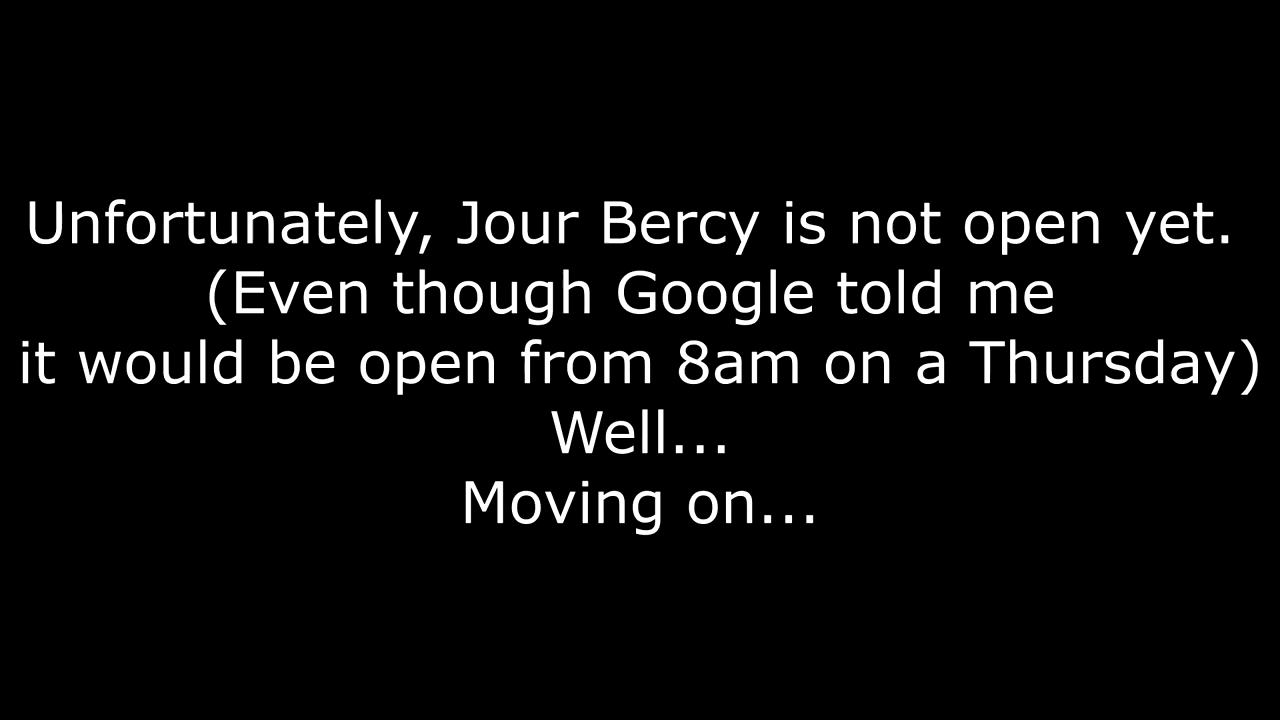 Unfortunately, Jour Bercy is not open yet.
(Even though Google told me
it would be open from 8am on a Thursday)
Well...
Moving on...